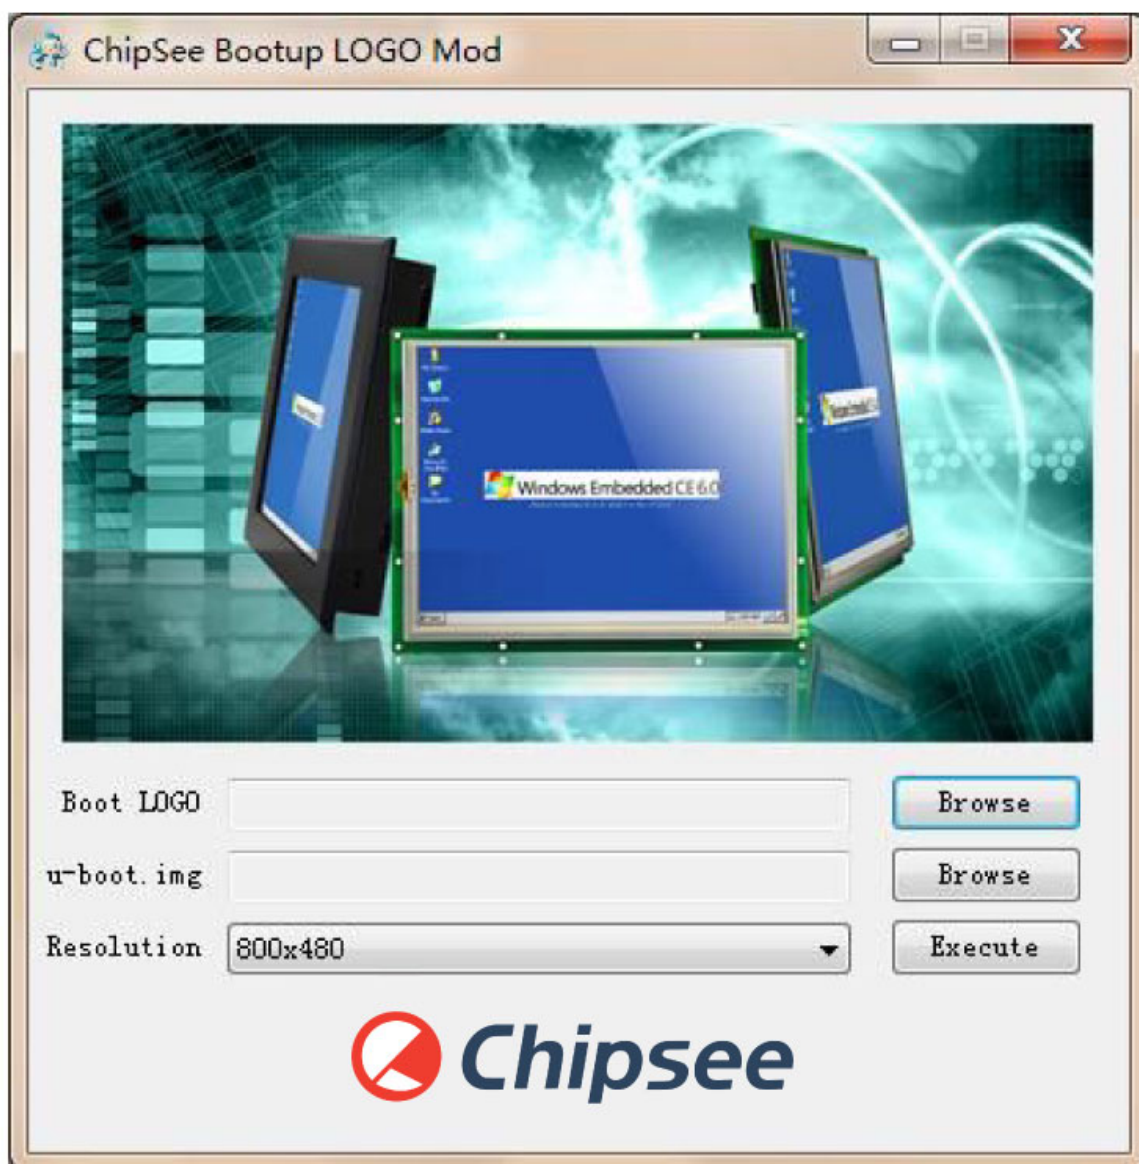 ChipSee Bootup LOGO Mod
Windows Embedded CE 6.0
Boot LOGO
Browse
u-boot.img
Browse
Resolution
800x480
Execute
Chipsee